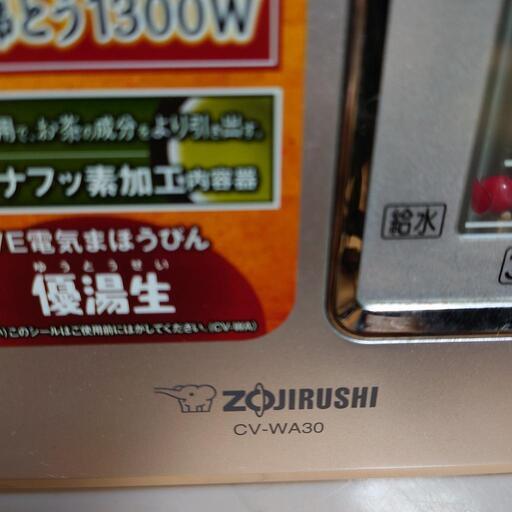 沸とう1300W
用で、お茶の成分をより引き出す。
ナフッ素加工内容器
VE電気まほうびん
ゆうとうせい
優湯生
このシールはご使用前にはがしてください。(CV-WA)
給水
ZOJIRUSHI
CV-WA30